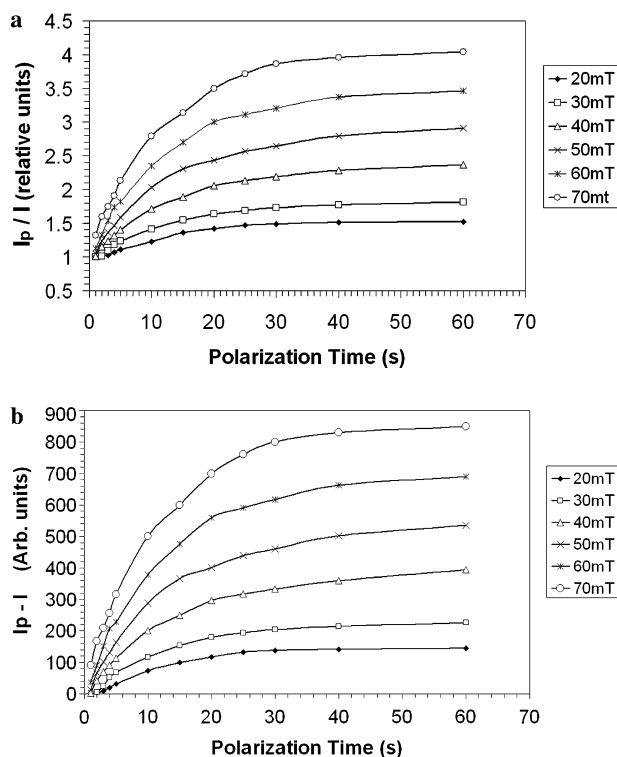 a
Ip / I (relative units)
4.5
4
3.5
3
2.5
2
1.5
1
0.5
0 10 20 30 40 50 60 70
Polarization Time (s)
20mT
30mT
40mT
50mT
60mT
70mt
b
Ip - I (Arb. units)
900
800
700
600
500
400
300
200
100
0
0 10 20 30 40 50 60 70
Polarization Time (s)
20mT
30mT
40mT
50mT
60mT
70mT